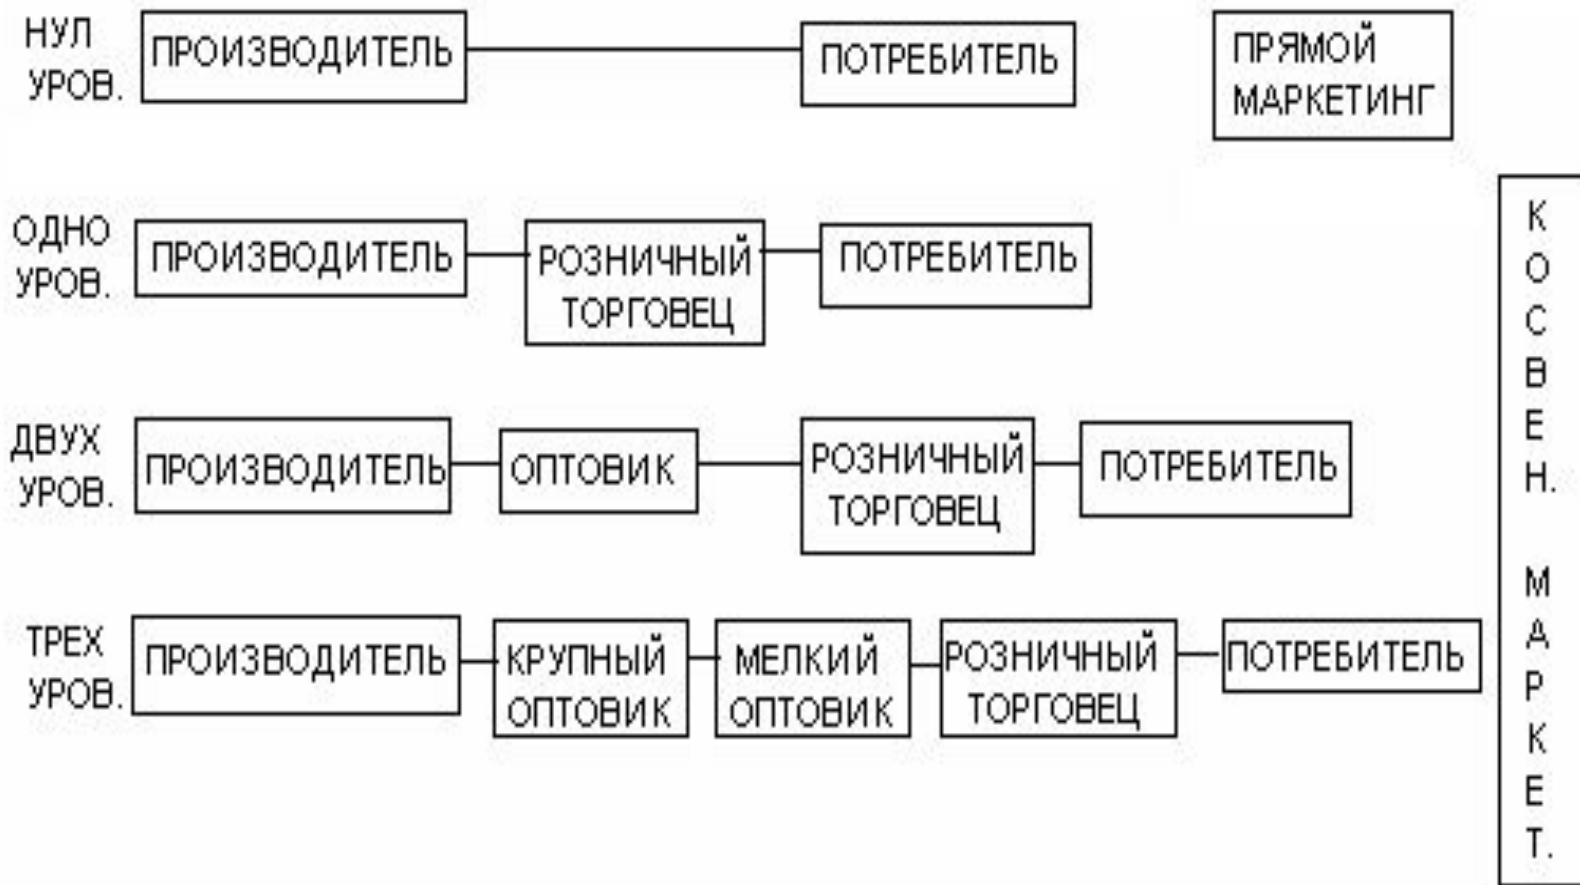 НУЛ
УРОВ.
ПРОИЗВОДИТЕЛЬ
ПОТРЕБИТЕЛЬ
ПРЯМОЙ
МАРКЕТИНГ
ОДНО
УРОВ.
ПРОИЗВОДИТЕЛЬ
РОЗНИЧНЫЙ
ТОРГОВЕЦ
ПОТРЕБИТЕЛЬ
ДВУХ
УРОВ.
ПРОИЗВОДИТЕЛЬ
ОПТОВИК
РОЗНИЧНЫЙ
ТОРГОВЕЦ
ПОТРЕБИТЕЛЬ
ТРЕХ
УРОВ.
ПРОИЗВОДИТЕЛЬ
КРУПНЫЙ
ОПТОВИК
МЕЛКИЙ
ОПТОВИК
РОЗНИЧНЫЙ
ТОРГОВЕЦ
ПОТРЕБИТЕЛЬ
КОСВЕН. МАРКЕТ.